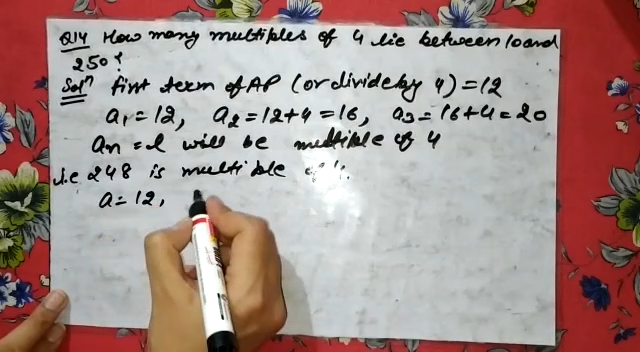 Q14 How many multiples of 4 lie between 10 and
250?
Solⁿ first term of AP (or divide by 4) = 12
a₁ = 12, a₂ = 12+4 = 16, a₃ = 16+4 = 20
an = l will be multiple of 4
i.e 248 is multiple of 4.
a = 12,